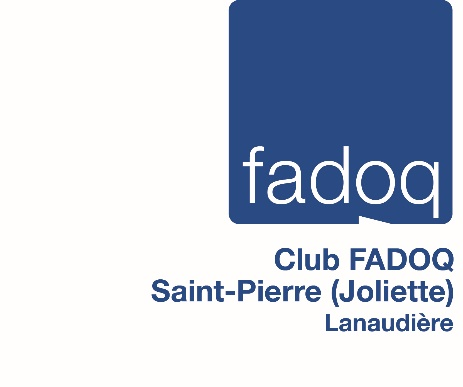 fadoq
Club FADOQ
Saint-Pierre (Joliette)
Lanaudière